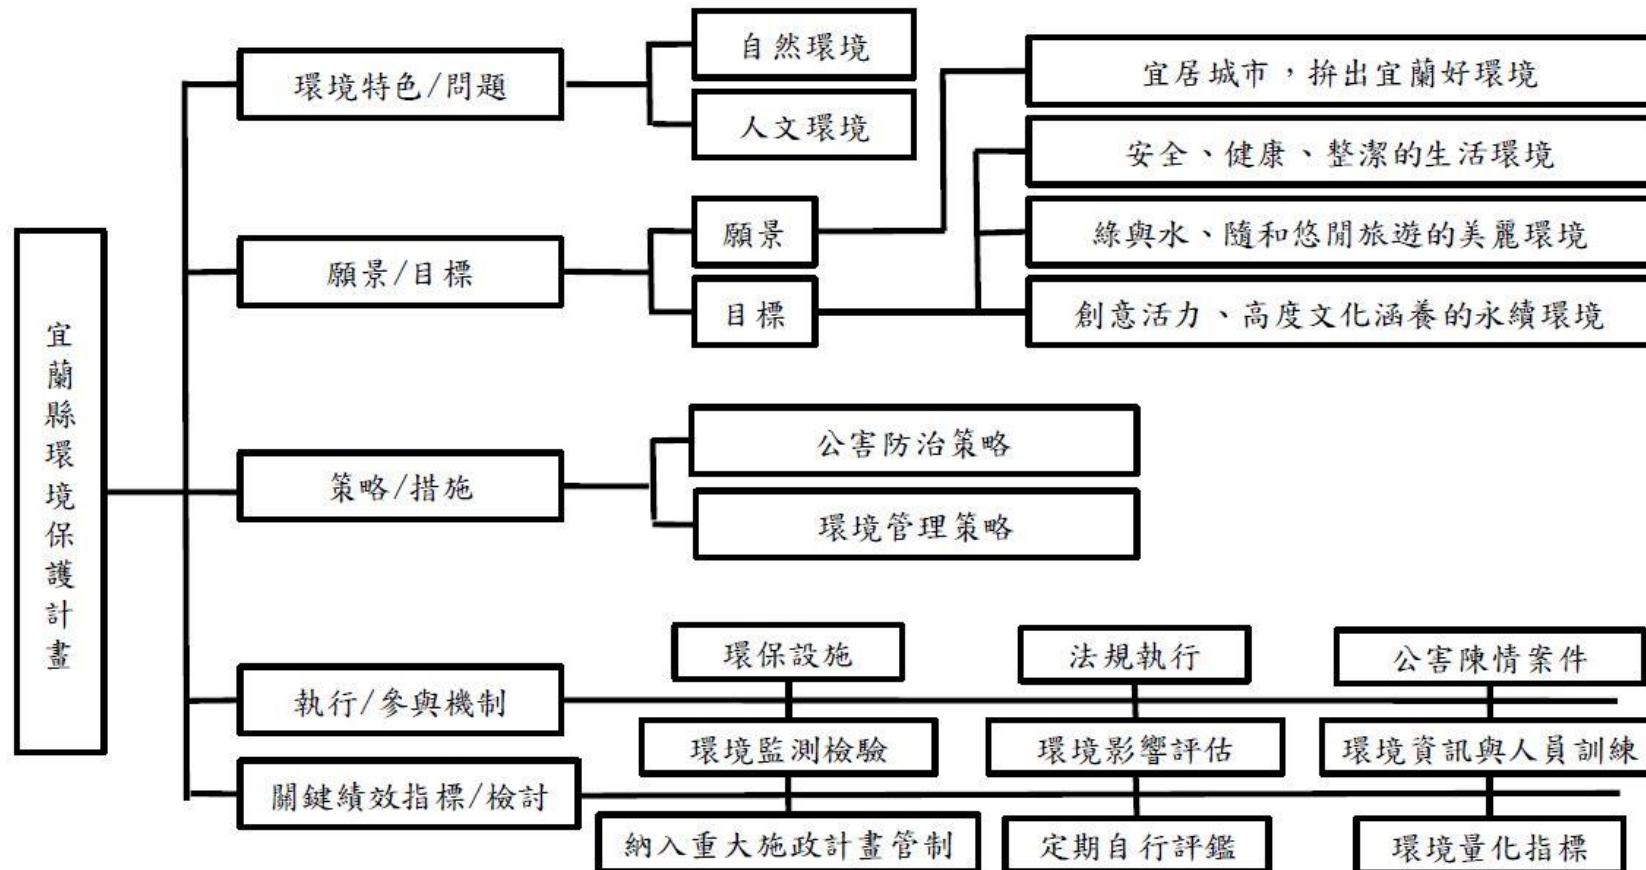 宜蘭縣環境保護計畫
環境特色/問題
自然環境
人文環境
願景/目標
願景
宜居城市，拚出宜蘭好環境
目標
安全、健康、整潔的生活環境
綠與水、隨和悠閒旅遊的美麗環境
創意活力、高度文化涵養的永續環境
策略/措施
公害防治策略
環境管理策略
執行/參與機制
環保設施
法規執行
公害陳情案件
環境監測檢驗
環境影響評估
環境資訊與人員訓練
關鍵績效指標/檢討
納入重大施政計畫管制
定期自行評鑑
環境量化指標